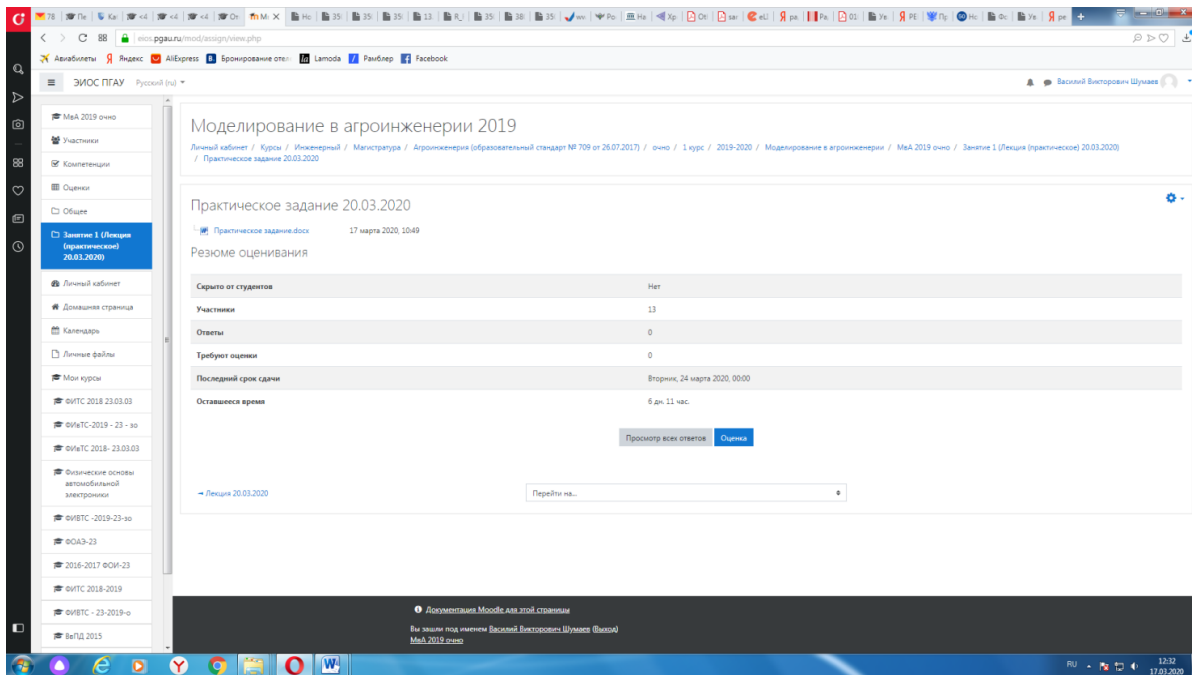 eios.pgau.ru/mod/assign/view.php
Авиабилеты Яндекс AliExpress Бронирование отел Lamoda Рамблер Facebook
ЭИОС ПГАУ Русский (ru)
Василий Викторович Шумаев
МвА 2019 очно
Участники
Компетенции
Оценки
Общее
Занятие 1 (Лекция
(практическое)
20.03.2020)
Личный кабинет
Домашняя страница
Календарь
Личные файлы
Мои курсы
ФИТС 2018 23.03.03
ФИвТС-2019 - 23 - зо
ФИвТС 2018- 23.03.03
Физические основы
автомобильной
электроники
ФИВТС -2019-23-зо
ФОАЭ-23
2016-2017 ФОИ-23
ФИТС 2018-2019
ФИВТС - 23-2019-о
ВвПД 2015
Моделирование в агроинженерии 2019
Личный кабинет / Курсы / Инженерный / Магистратура / Агроинженерия (образовательный стандарт № 709 от 26.07.2017) / очно / 1 курс / 2019-2020 / Моделирование в агроинженерии / МвА 2019 очно / Занятие 1 (Лекция (практическое) 20.03.2020)
/ Практическое задание 20.03.2020
Практическое задание 20.03.2020
Практическое задание.docx 17 марта 2020, 10:49
Резюме оценивания
Скрыто от студентов Нет
Участники 13
Ответы 0
Требуют оценки 0
Последний срок сдачи Вторник, 24 марта 2020, 00:00
Оставшееся время 6 дн. 11 час.
Просмотр всех ответов Оценка
Лекция 20.03.2020 Перейти на...
Документация Moodle для этой страницы
Вы зашли под именем Василий Викторович Шумаев (Выход)
МвА 2019 очно
RU 12:32
17.03.2020